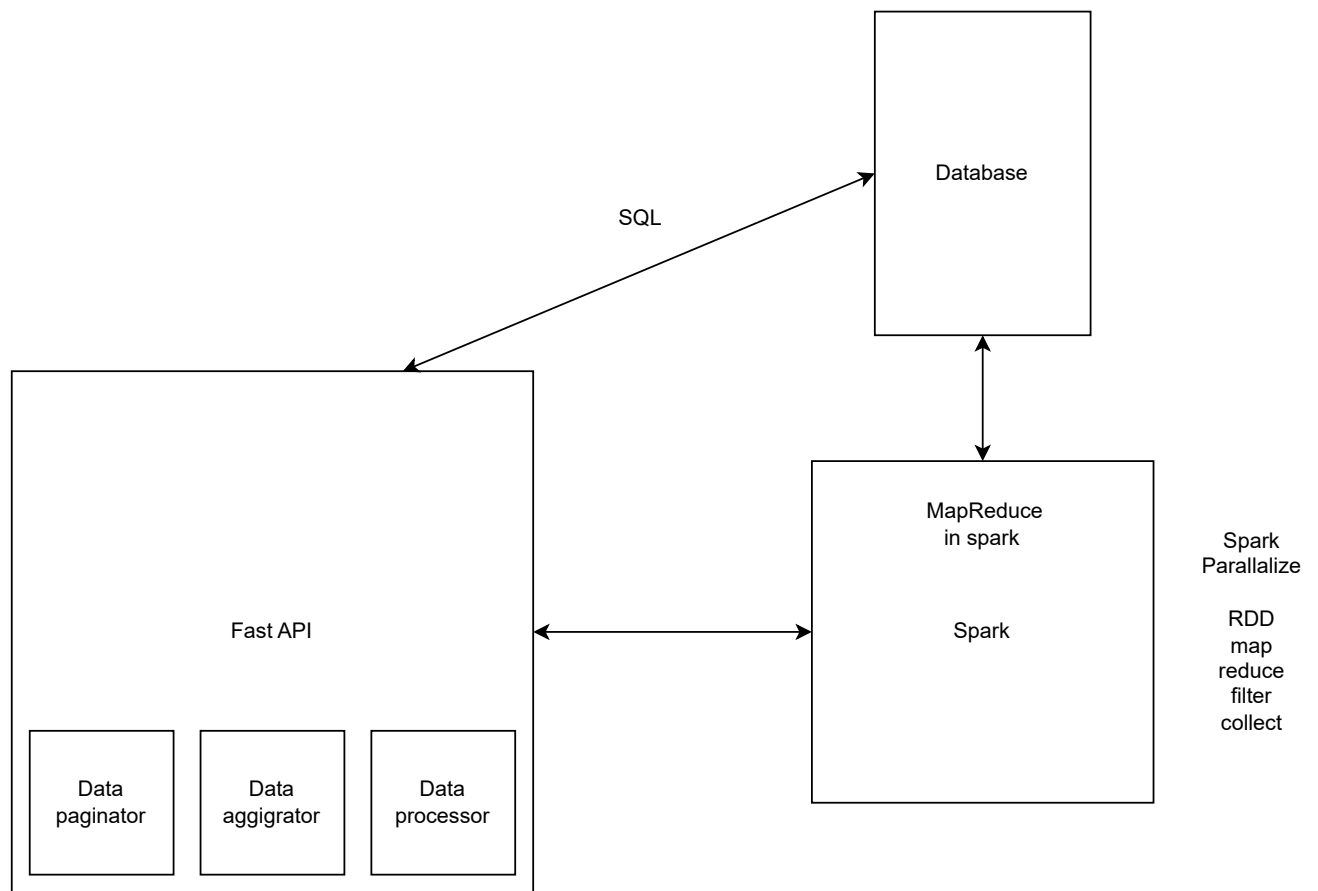 Database
SQL
MapReduce
in spark
Spark
Spark
Parallalize
RDD
map
reduce
filter
collect
Fast API
Data
paginator
Data
aggigrator
Data
processor